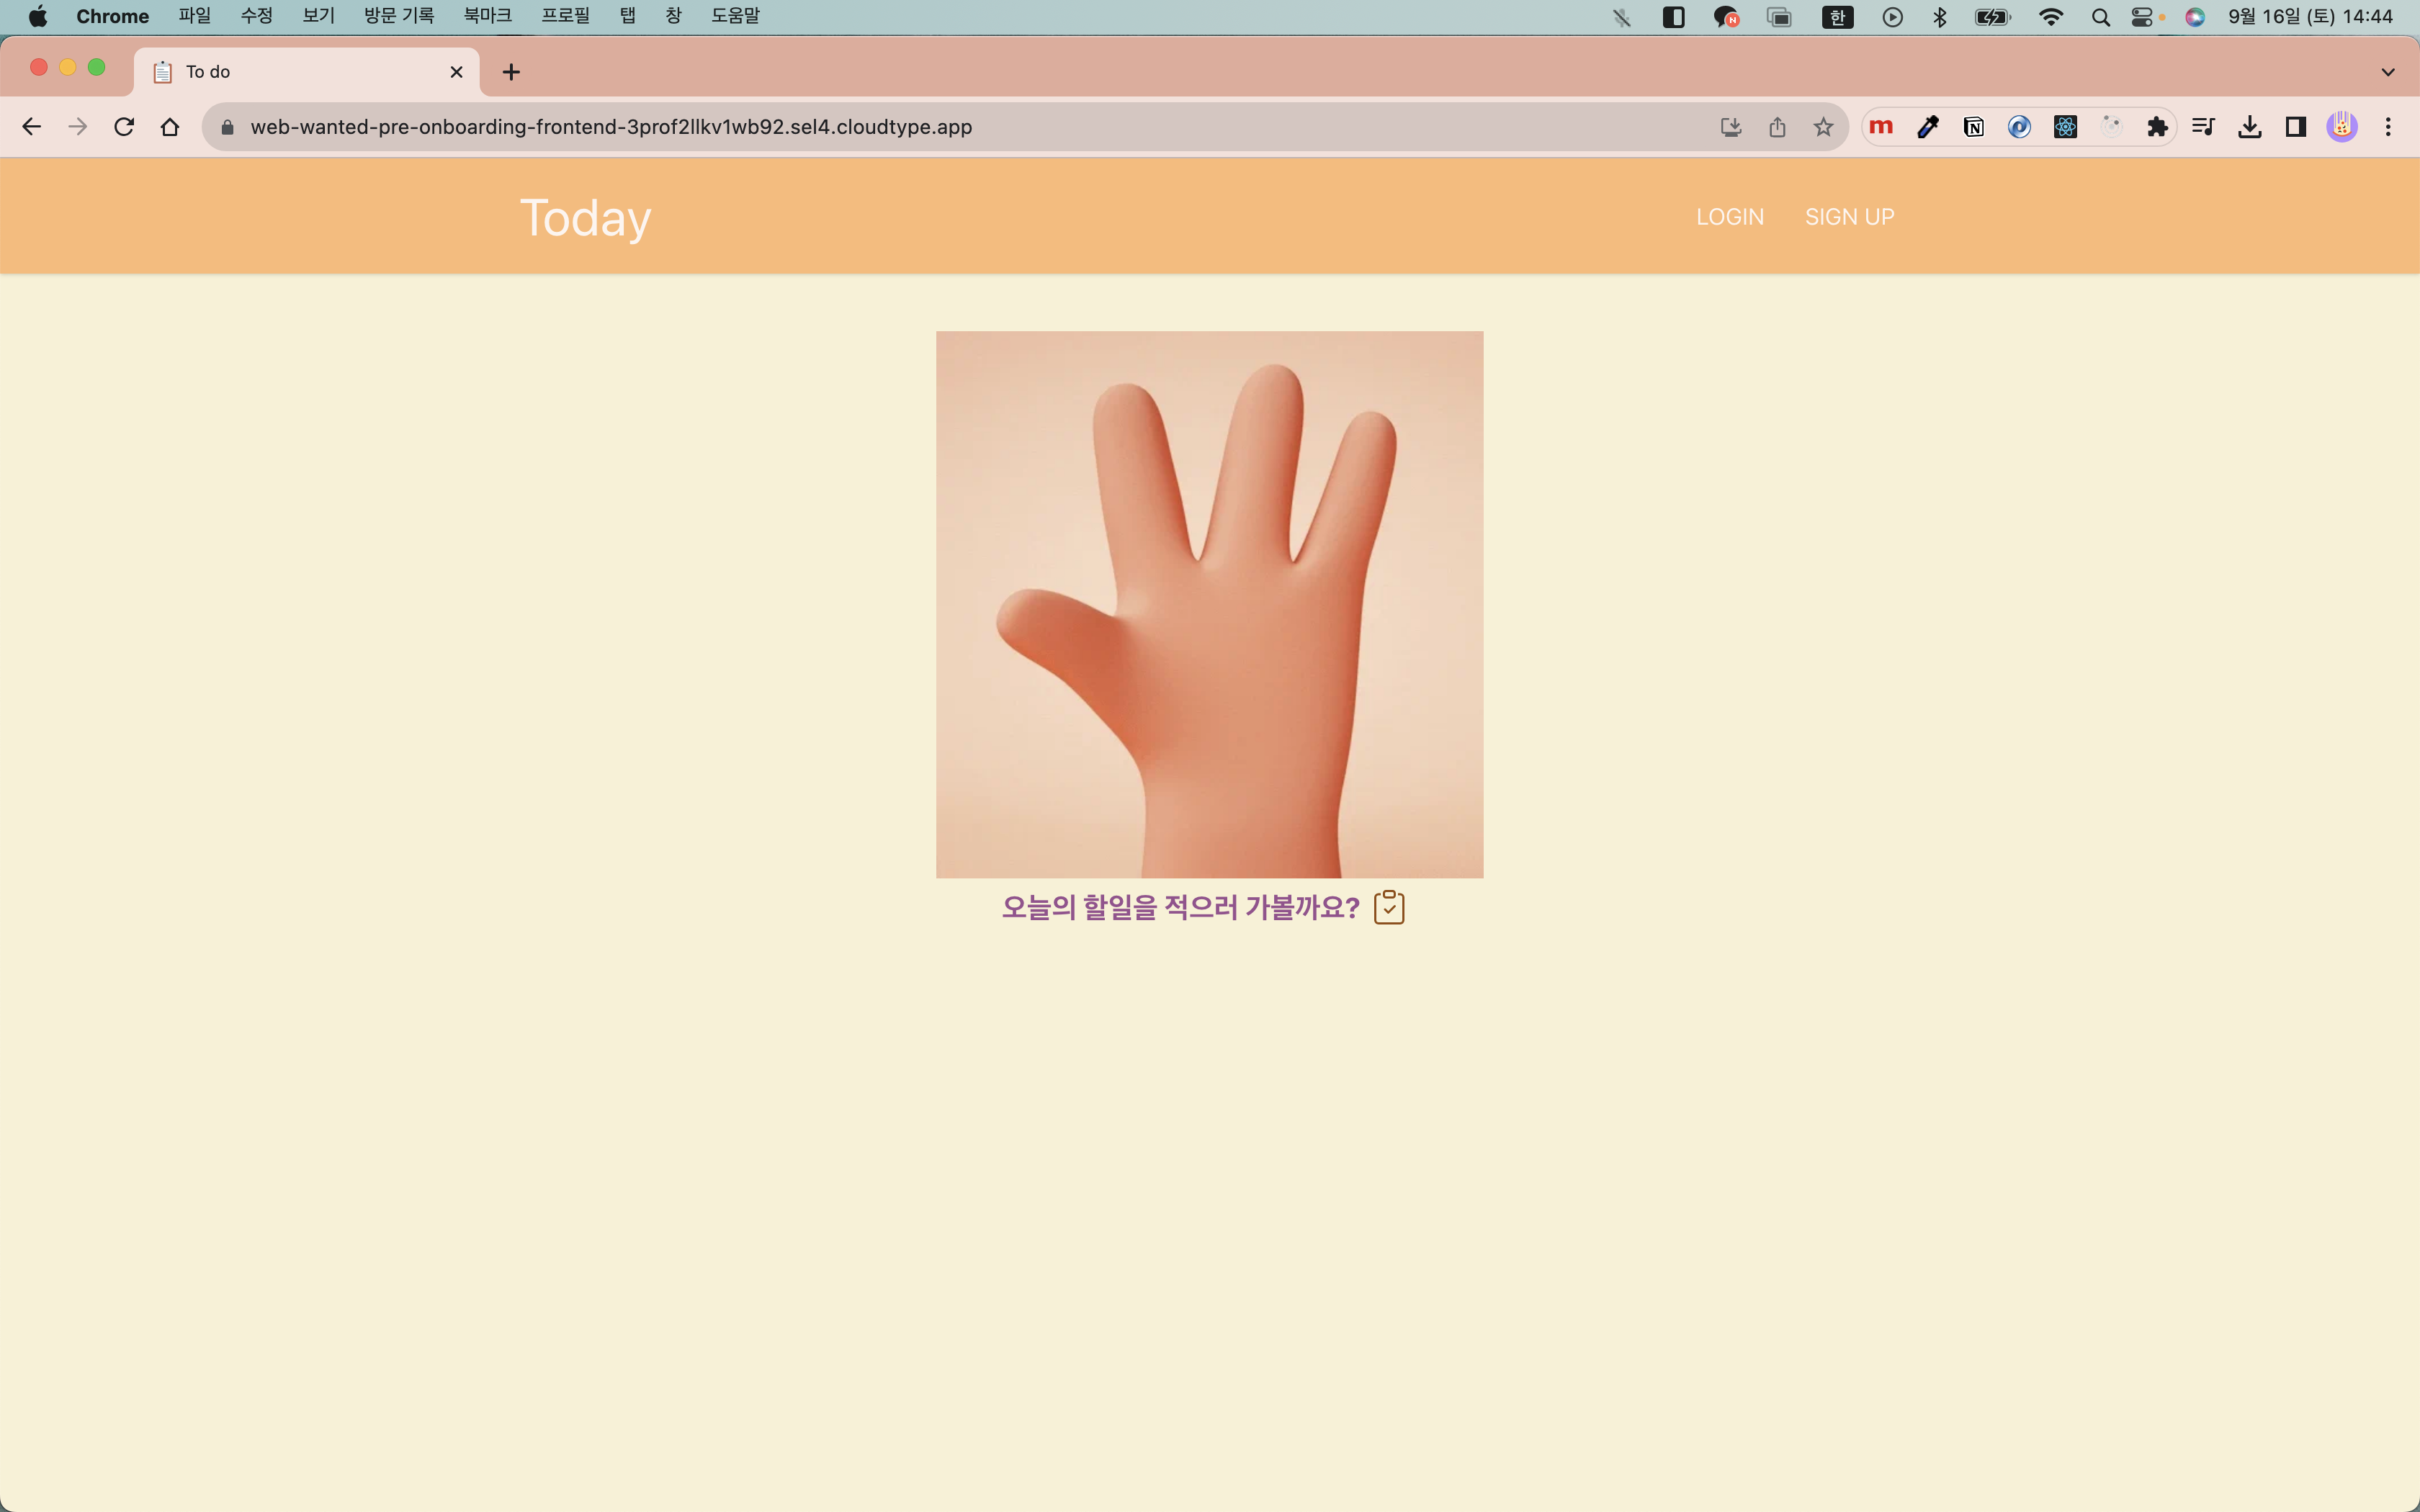 Chrome 파일 수정 보기 방문 기록 북마크 프로필 탭 창 도움말 한 9월 16일 (토) 14:44
To do
web-wanted-pre-onboarding-frontend-3prof2llkv1wb92.sel4.cloudtype.app
Today LOGIN SIGN UP
오늘의 할일을 적으러 가볼까요?